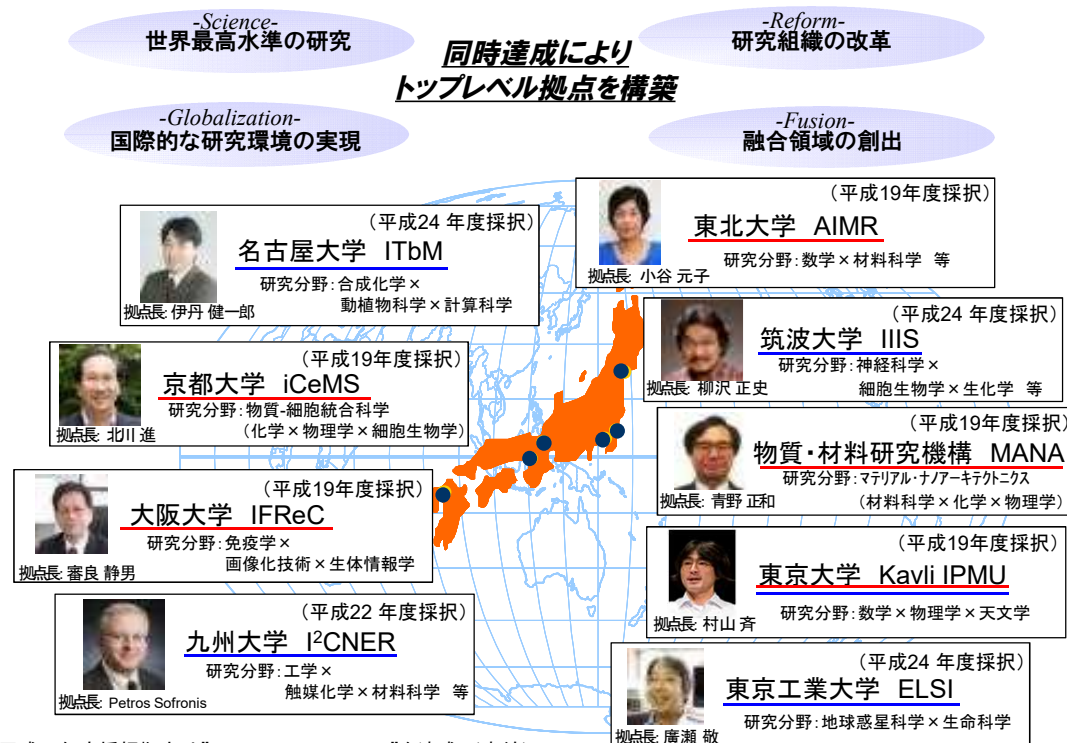 -Science-
世界最高水準の研究
-Reform-
研究組織の改革
同時達成により
トップレベル拠点を構築
-Globalization-
国際的な研究環境の実現
-Fusion-
融合領域の創出
(平成24 年度採択)
名古屋大学 ITbM
研究分野:合成化学×
動植物科学×計算科学
拠点長: 伊丹 健一郎
(平成19年度採択)
東北大学 AIMR
研究分野:数学×材料科学 等
拠点長: 小谷 元子
(平成19年度採択)
京都大学 iCeMS
研究分野:物質-細胞統合科学
(化学×物理学×細胞生物学)
拠点長: 北川 進
(平成24 年度採択)
筑波大学 IIIS
研究分野:神経科学×
細胞生物学×生化学 等
拠点長: 柳沢 正史
(平成19年度採択)
物質・材料研究機構 MANA
研究分野:マテリアル・ナノアーキテクトニクス
(材料科学×化学×物理学)
拠点長: 青野 正和
(平成19年度採択)
大阪大学 IFReC
研究分野:免疫学×
画像化技術×生体情報学
拠点長: 審良 静男
(平成19年度採択)
東京大学 Kavli IPMU
研究分野:数学×物理学×天文学
拠点長: 村山 斉
(平成22 年度採択)
九州大学 I²CNER
研究分野:工学×
触媒化学×材料科学 等
拠点長: Petros Sofronis
(平成24 年度採択)
東京工業大学 ELSI
研究分野:地球惑星科学×生命科学
拠点長: 廣瀬 敬